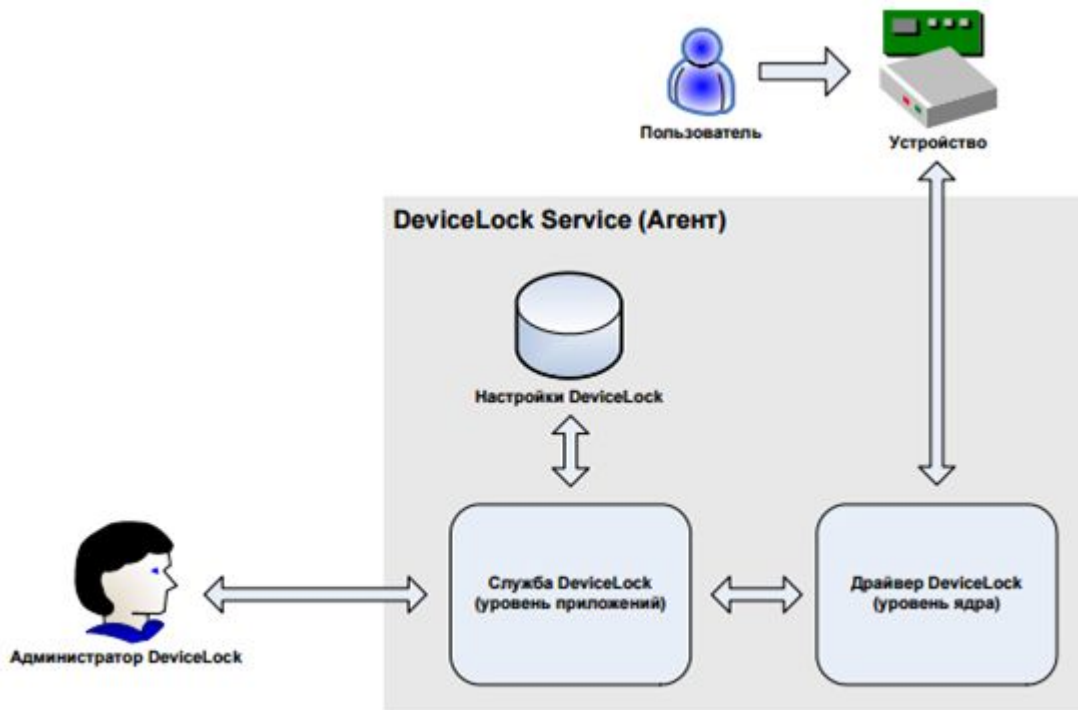 Пользователь
Устройство
DeviceLock Service (Агент)
Настройки DeviceLock
Служба DeviceLock
(уровень приложений)
Драйвер DeviceLock
(уровень ядра)
Администратор DeviceLock